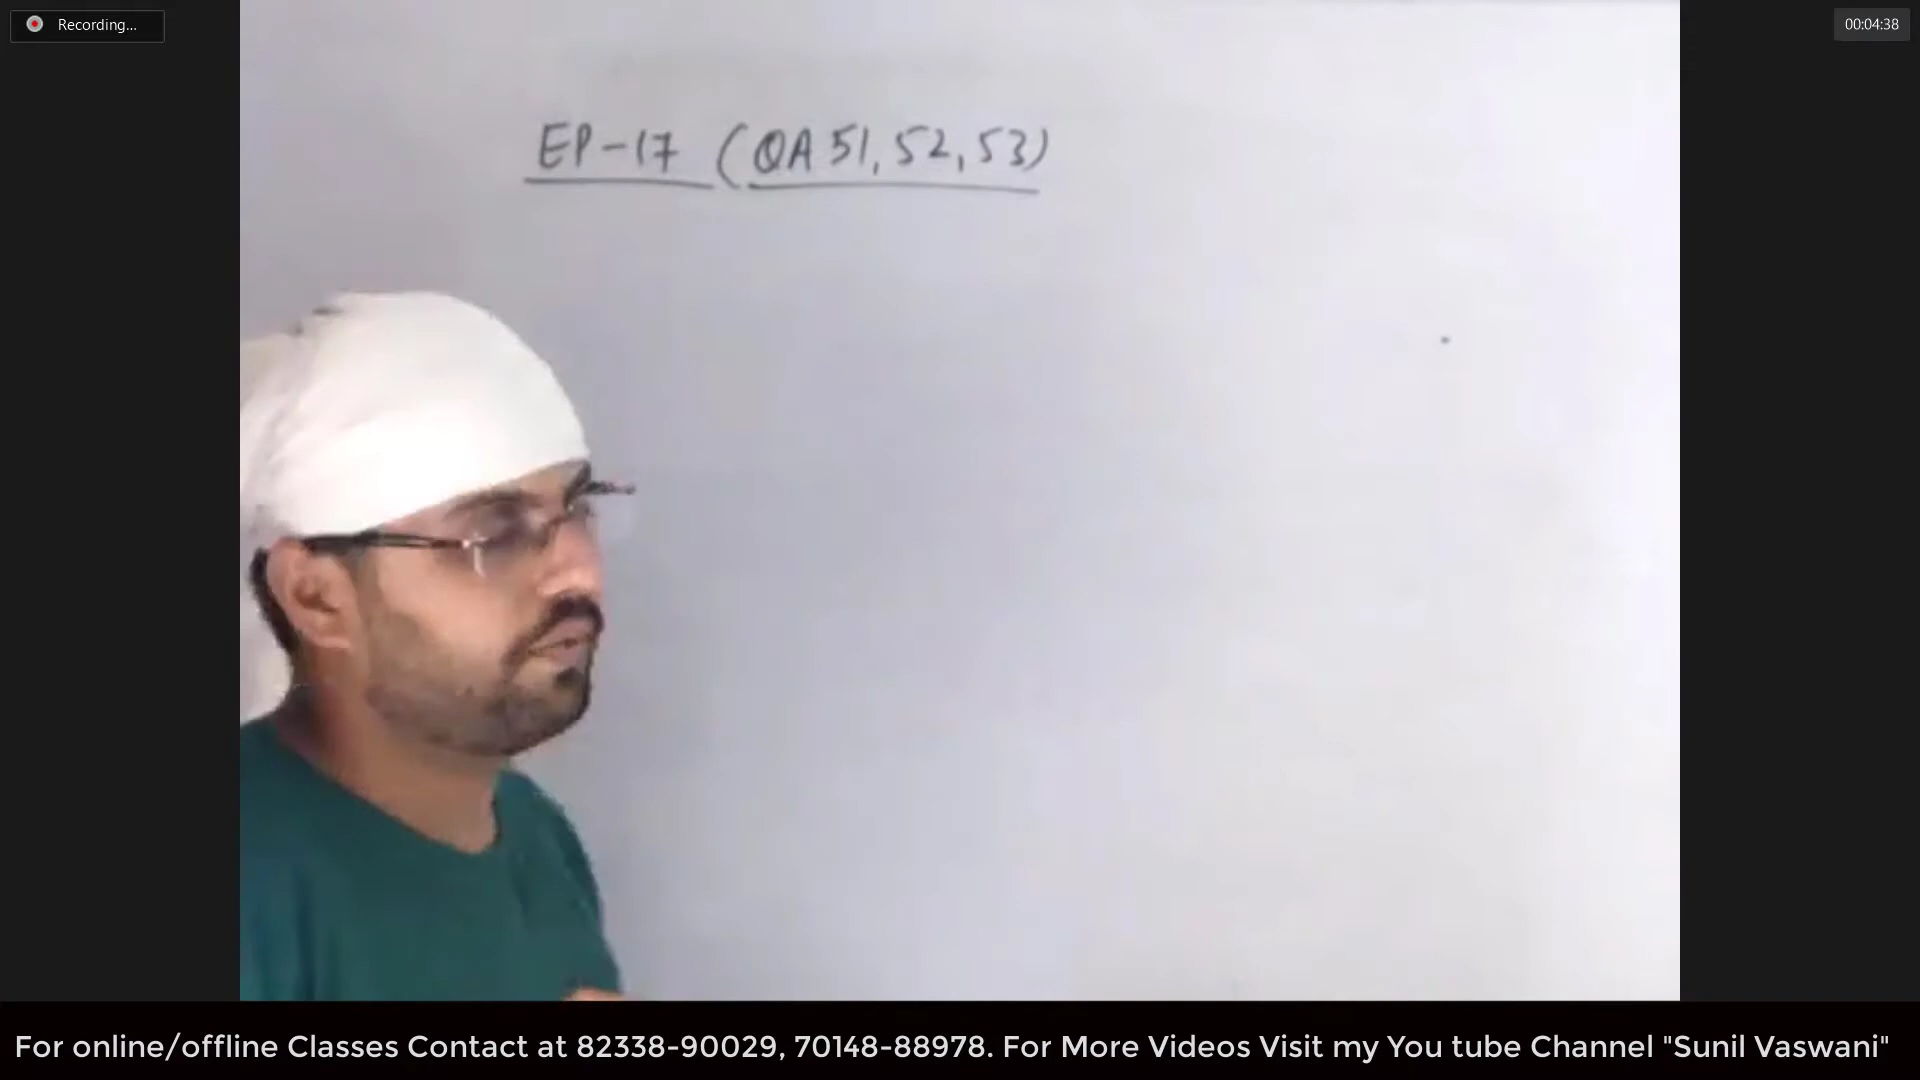 Recording...
00:04:38
EP-17 (QA 51, 52, 53)
For online/offline Classes Contact at 82338-90029, 70148-88978. For More Videos Visit my You tube Channel "Sunil Vaswani"